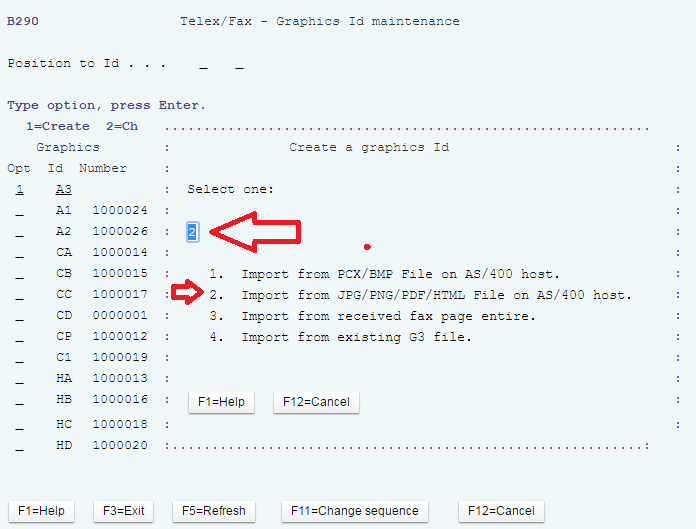 B290 Telex/Fax - Graphics Id maintenance
Position to Id . . . _ _
Type option, press Enter.
1=Create 2=Ch ..............................................................
Graphics : Create a graphics Id :
Opt Id Number : :
1 A3 : Select one: :
_ A1 1000024 : :
_ A2 1000026 : 2 :
_ CA 1000014 : :
_ CB 1000015 : 1. Import from PCX/BMP File on AS/400 host. :
_ CC 1000017 : 2. Import from JPG/PNG/PDF/HTML File on AS/400 host. :
_ CD 0000001 : 3. Import from received fax page entire. :
_ CP 1000012 : 4. Import from existing G3 file. :
_ C1 1000019 : :
_ HA 1000013 : :
_ HB 1000016 : F1=Help F12=Cancel :
_ HC 1000018 : :
_ HD 1000020 :............................................................:
F1=Help F3=Exit F5=Refresh F11=Change sequence F12=Cancel